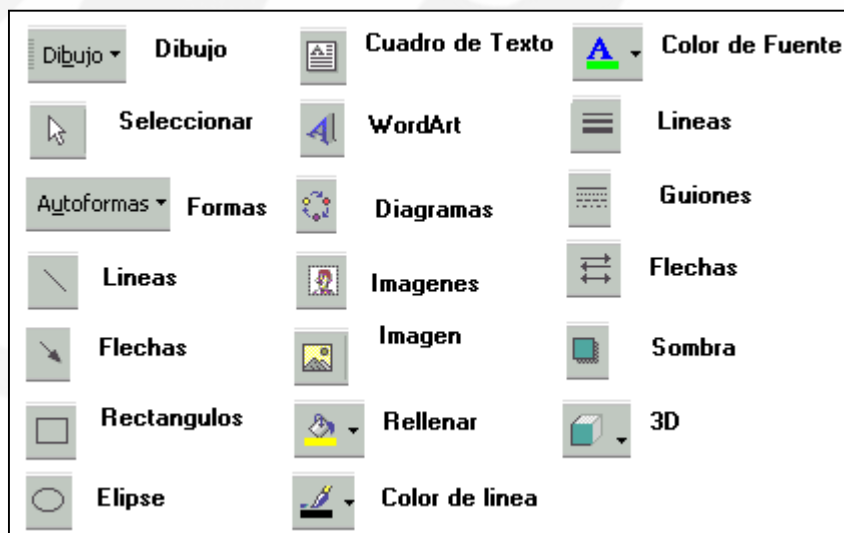 Dibujo Dibujo Cuadro de Texto A Color de Fuente
Seleccionar WordArt Lineas
Autoformas Formas Diagramas Guiones
Lineas Imagenes Flechas
Flechas Imagen Sombra
Rectangulos Rellenar 3D
Elipse Color de linea